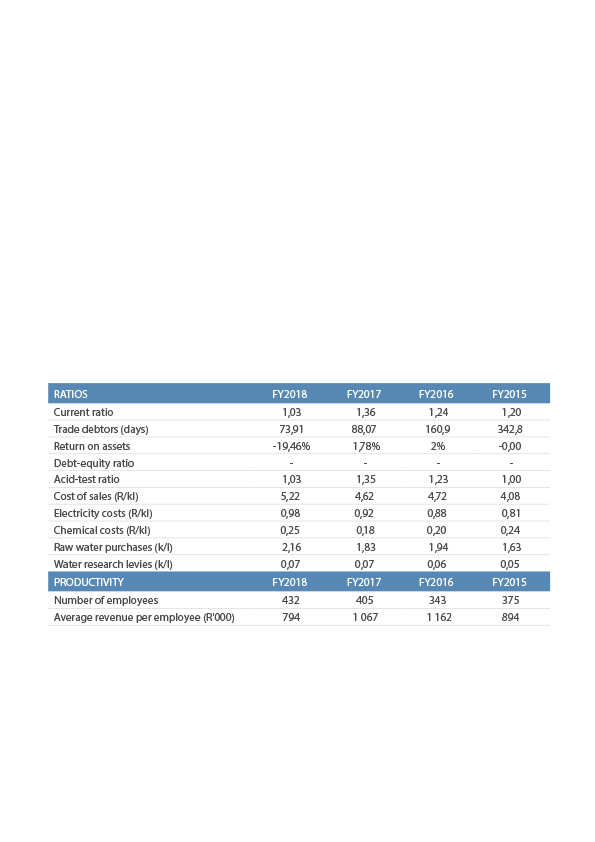 RATIOS FY2018 FY2017 FY2016 FY2015
Current ratio 1,03 1,36 1,24 1,20
Trade debtors (days) 73,91 88,07 160,9 342,8
Return on assets -19,46% 1,78% 2% -0,00
Debt-equity ratio - - - -
Acid-test ratio 1,03 1,35 1,23 1,00
Cost of sales (R/kl) 5,22 4,62 4,72 4,08
Electricity costs (R/kl) 0,98 0,92 0,88 0,81
Chemical costs (R/kl) 0,25 0,18 0,20 0,24
Raw water purchases (k/l) 2,16 1,83 1,94 1,63
Water research levies (k/l) 0,07 0,07 0,06 0,05
PRODUCTIVITY FY2018 FY2017 FY2016 FY2015
Number of employees 432 405 343 375
Average revenue per employee (R'000) 794 1 067 1 162 894